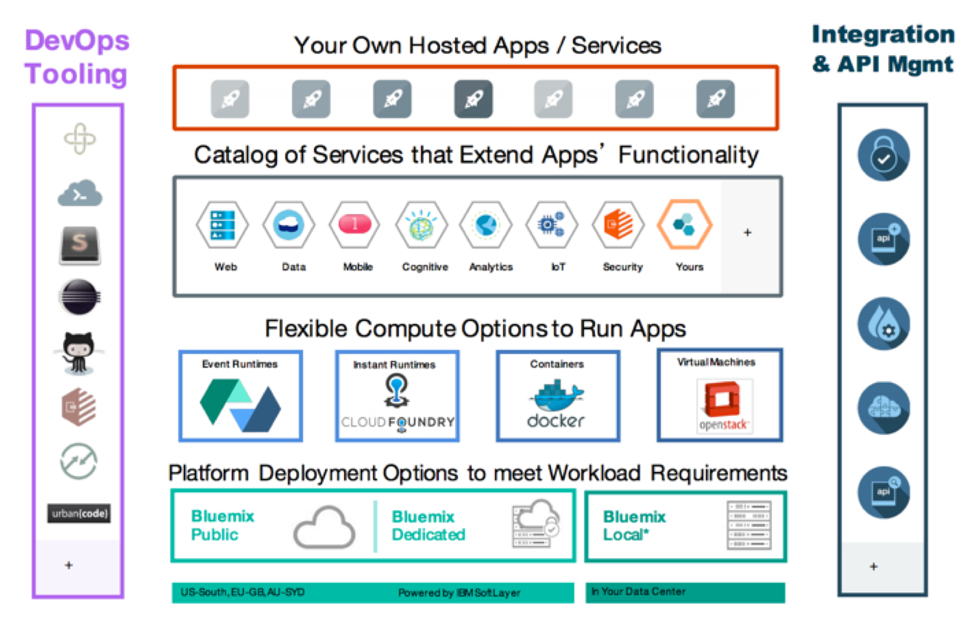 DevOps
Tooling
urban{code}
+
Your Own Hosted Apps / Services
Catalog of Services that Extend Apps’ Functionality
Web
Data
1
Mobile
Cognitive
Analytics
IoT
Security
Yours
+
Flexible Compute Options to Run Apps
Event Runtimes
Instant Runtimes
CLOUD FOUNDRY
Containers
docker
Virtual Machines
openstack
Platform Deployment Options to meet Workload Requirements
Bluemix
Public
Bluemix
Dedicated
Bluemix
Local*
US-South, EU-GB, AU-SYD
Powered by IBM SoftLayer
In Your Data Center
Integration
& API Mgmt
api
api
+